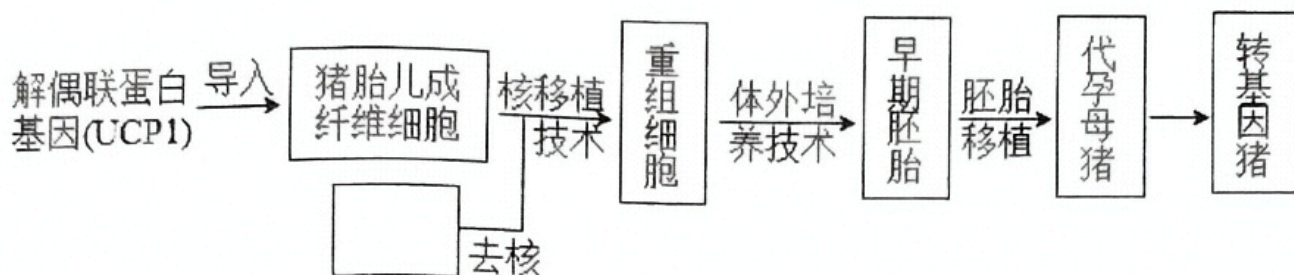 解偶联蛋白
基因(UCP1)
导入
猪胎儿成
纤维细胞
核移植
技术
去核
重组细胞
体外培
养技术
早期胚胎
胚胎
移植
代孕母猪
转基因猪